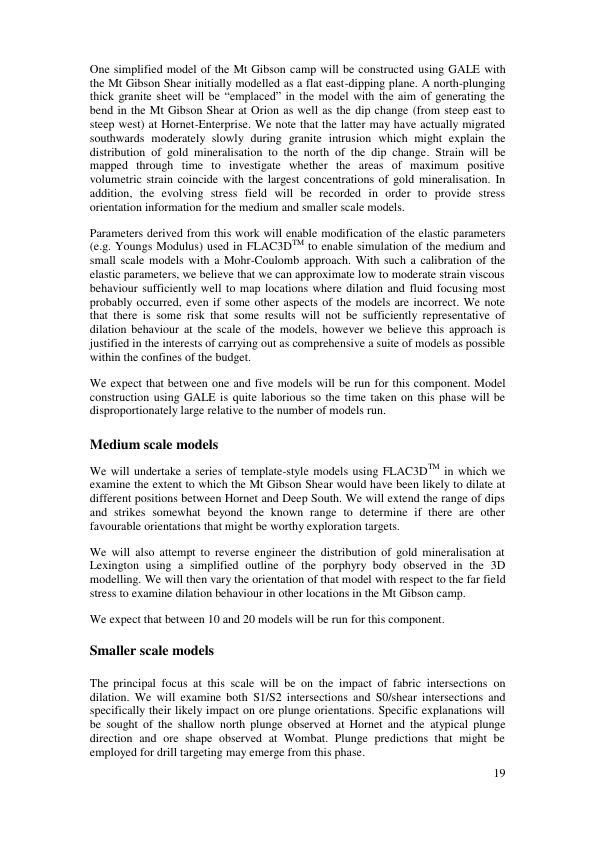 One simplified model of the Mt Gibson camp will be constructed using GALE with
the Mt Gibson Shear initially modelled as a flat east-dipping plane. A north-plunging
thick granite sheet will be “emplaced” in the model with the aim of generating the
bend in the Mt Gibson Shear at Orion as well as the dip change (from steep east to
steep west) at Hornet-Enterprise. We note that the latter may have actually migrated
southwards moderately slowly during granite intrusion which might explain the
distribution of gold mineralisation to the north of the dip change. Strain will be
mapped through time to investigate whether the areas of maximum positive
volumetric strain coincide with the largest concentrations of gold mineralisation. In
addition, the evolving stress field will be recorded in order to provide stress
orientation information for the medium and smaller scale models.
Parameters derived from this work will enable modification of the elastic parameters
(e.g. Youngs Modulus) used in FLAC3DTM to enable simulation of the medium and
small scale models with a Mohr-Coulomb approach. With such a calibration of the
elastic parameters, we believe that we can approximate low to moderate strain viscous
behaviour sufficiently well to map locations where dilation and fluid focusing most
probably occurred, even if some other aspects of the models are incorrect. We note
that there is some risk that some results will not be sufficiently representative of
dilation behaviour at the scale of the models, however we believe this approach is
justified in the interests of carrying out as comprehensive a suite of models as possible
within the confines of the budget.
We expect that between one and five models will be run for this component. Model
construction using GALE is quite laborious so the time taken on this phase will be
disproportionately large relative to the number of models run.
Medium scale models
We will undertake a series of template-style models using FLAC3DTM in which we
examine the extent to which the Mt Gibson Shear would have been likely to dilate at
different positions between Hornet and Deep South. We will extend the range of dips
and strikes somewhat beyond the known range to determine if there are other
favourable orientations that might be worthy exploration targets.
We will also attempt to reverse engineer the distribution of gold mineralisation at
Lexington using a simplified outline of the porphyry body observed in the 3D
modelling. We will then vary the orientation of that model with respect to the far field
stress to examine dilation behaviour in other locations in the Mt Gibson camp.
We expect that between 10 and 20 models will be run for this component.
Smaller scale models
The principal focus at this scale will be on the impact of fabric intersections on
dilation. We will examine both S1/S2 intersections and S0/shear intersections and
specifically their likely impact on ore plunge orientations. Specific explanations will
be sought of the shallow north plunge observed at Hornet and the atypical plunge
direction and ore shape observed at Wombat. Plunge predictions that might be
employed for drill targeting may emerge from this phase.
19